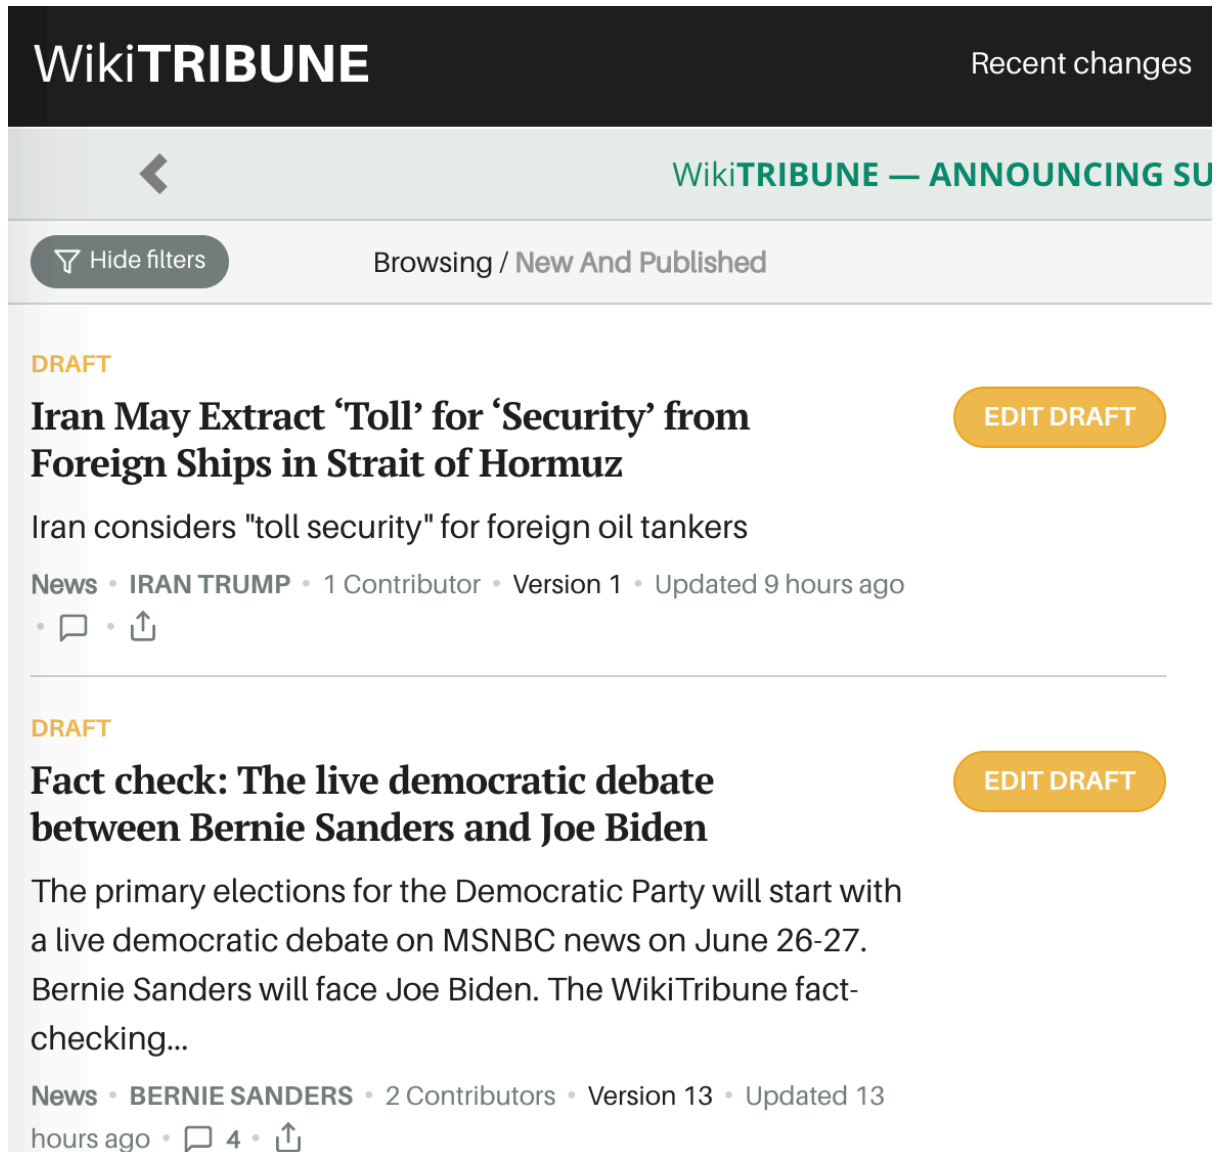 WikiTRIBUNE
Recent changes
WikiTRIBUNE — ANNOUNCING SU
Hide filters
Browsing / New And Published
DRAFT
Iran May Extract ‘Toll’ for ‘Security’ from
Foreign Ships in Strait of Hormuz
EDIT DRAFT
Iran considers "toll security" for foreign oil tankers
News • IRAN TRUMP • 1 Contributor • Version 1 • Updated 9 hours ago
DRAFT
Fact check: The live democratic debate
between Bernie Sanders and Joe Biden
EDIT DRAFT
The primary elections for the Democratic Party will start with
a live democratic debate on MSNBC news on June 26-27.
Bernie Sanders will face Joe Biden. The WikiTribune fact-
checking...
News • BERNIE SANDERS • 2 Contributors • Version 13 • Updated 13
hours ago • 4 •